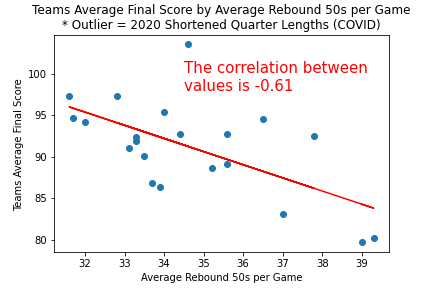 Teams Average Final Score by Average Rebound 50s per Game
* Outlier = 2020 Shortened Quarter Lengths (COVID)
The correlation between
values is -0.61
Teams Average Final Score
100
95
90
85
80
32
33
34
35
36
37
38
39
Average Rebound 50s per Game